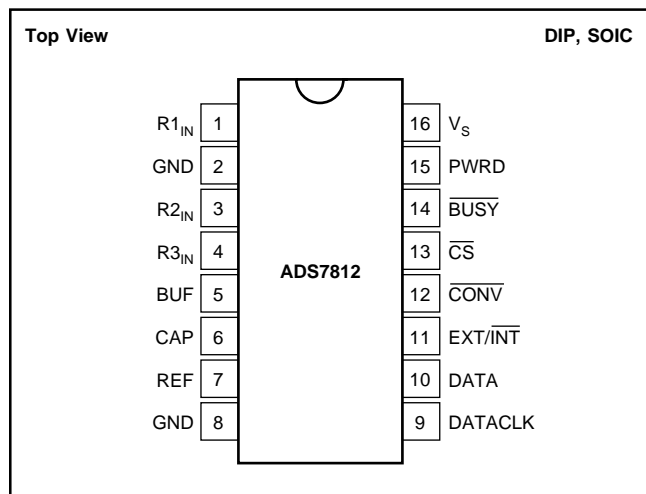 Top View DIP, SOIC
R1IN 1 16 VS
GND 2 15 PWRD
R2IN 3 14 BUSY
R3IN 4 13 CS
ADS7812
BUF 5 12 CONV
CAP 6 11 EXT/INT
REF 7 10 DATA
GND 8 9 DATACLK